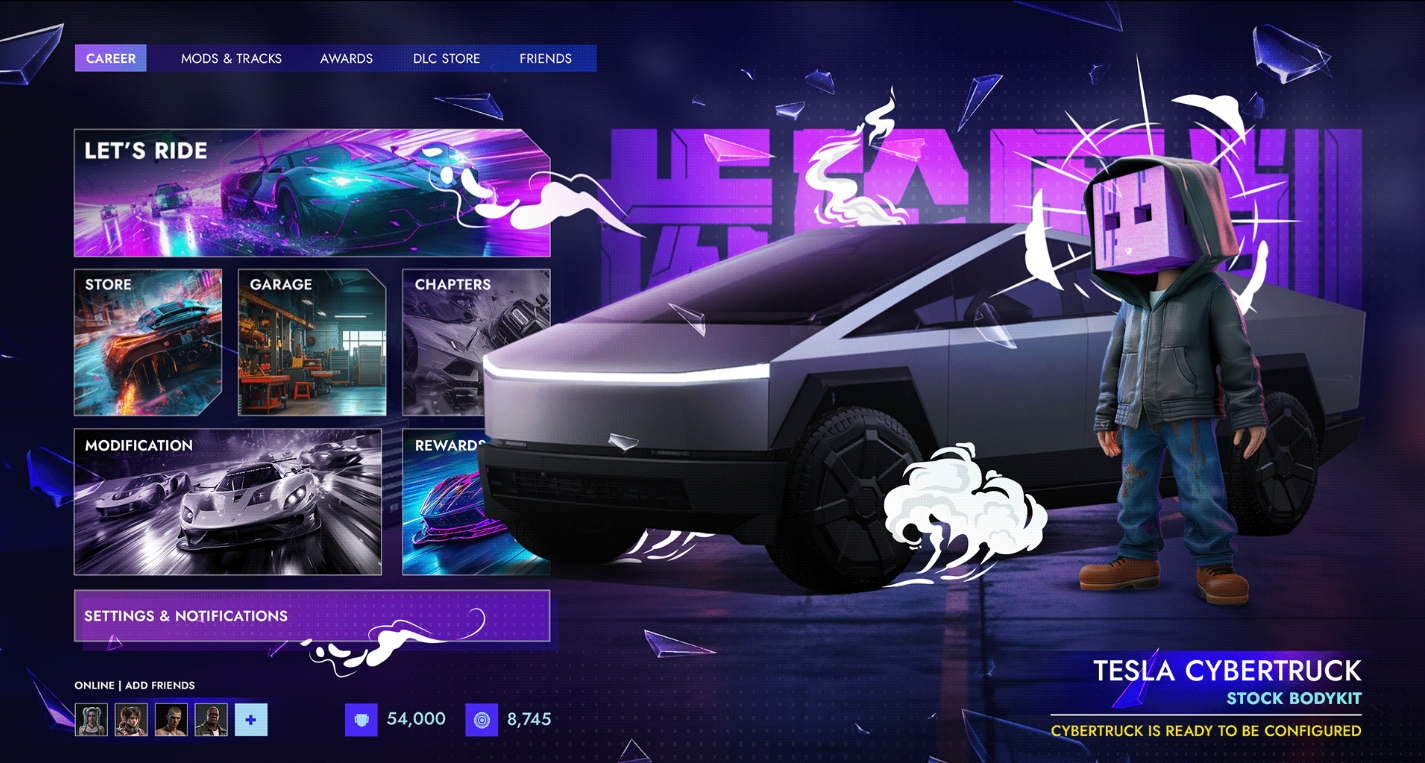 CAREER
MODS & TRACKS
AWARDS
DLC STORE
FRIENDS
LET'S RIDE
STORE
GARAGE
CHAPTERS
MODIFICATION
REWARDS
SETTINGS & NOTIFICATIONS
ONLINE | ADD FRIENDS
54,000
8,745
TESLA CYBERTRUCK
STOCK BODYKIT
CYBERTRUCK IS READY TO BE CONFIGURED